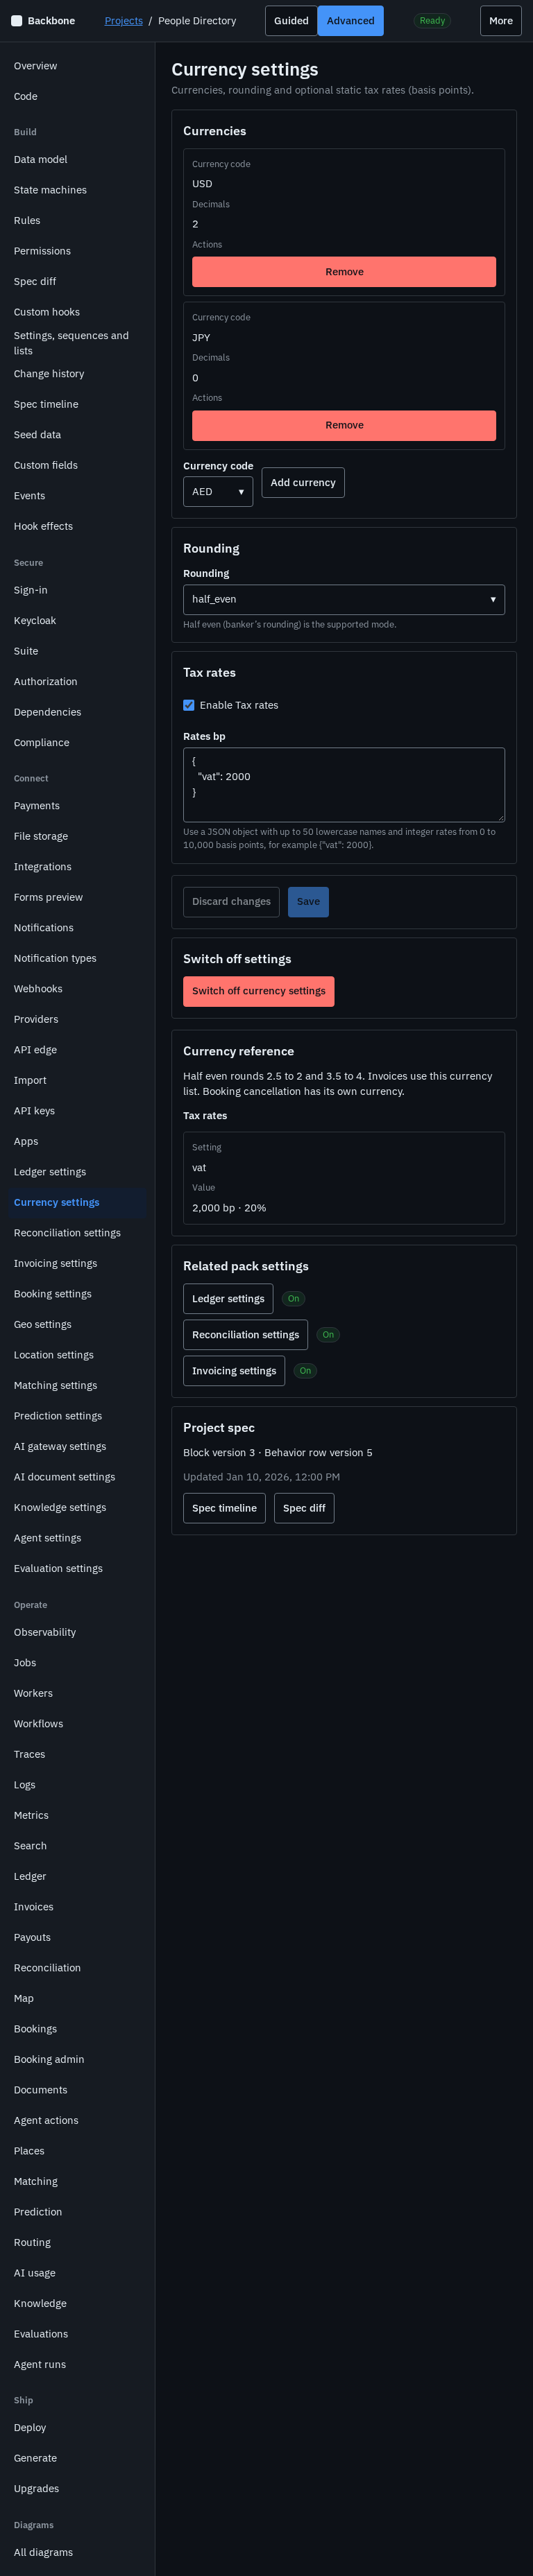 Backbone
Projects / People Directory
Guided
Advanced
Ready
More
Overview
Code
Build
Data model
State machines
Rules
Permissions
Spec diff
Custom hooks
Settings, sequences and
lists
Change history
Spec timeline
Seed data
Custom fields
Events
Hook effects
Secure
Sign-in
Keycloak
Suite
Authorization
Dependencies
Compliance
Connect
Payments
File storage
Integrations
Forms preview
Notifications
Notification types
Webhooks
Providers
API edge
Import
API keys
Apps
Ledger settings
Currency settings
Reconciliation settings
Invoicing settings
Booking settings
Geo settings
Location settings
Matching settings
Prediction settings
AI gateway settings
AI document settings
Knowledge settings
Agent settings
Evaluation settings
Operate
Observability
Jobs
Workers
Workflows
Traces
Logs
Metrics
Search
Ledger
Invoices
Payouts
Reconciliation
Map
Bookings
Booking admin
Documents
Agent actions
Places
Matching
Prediction
Routing
AI usage
Knowledge
Evaluations
Agent runs
Ship
Deploy
Generate
Upgrades
Diagrams
All diagrams
Currency settings
Currencies, rounding and optional static tax rates (basis points).
Currencies
Currency code
USD
Decimals
2
Actions
Remove
Currency code
JPY
Decimals
0
Actions
Remove
Currency code
AED
Add currency
Rounding
Rounding
half_even
Half even (banker's rounding) is the supported mode.
Tax rates
Enable Tax rates
Rates bp
{
"vat": 2000
}
Use a JSON object with up to 50 lowercase names and integer rates from 0 to
10,000 basis points, for example {"vat": 2000}.
Discard changes
Save
Switch off settings
Switch off currency settings
Currency reference
Half even rounds 2.5 to 2 and 3.5 to 4. Invoices use this currency
list. Booking cancellation has its own currency.
Tax rates
Setting
vat
Value
2,000 bp · 20%
Related pack settings
Ledger settings
On
Reconciliation settings
On
Invoicing settings
On
Project spec
Block version 3 · Behavior row version 5
Updated Jan 10, 2026, 12:00 PM
Spec timeline
Spec diff